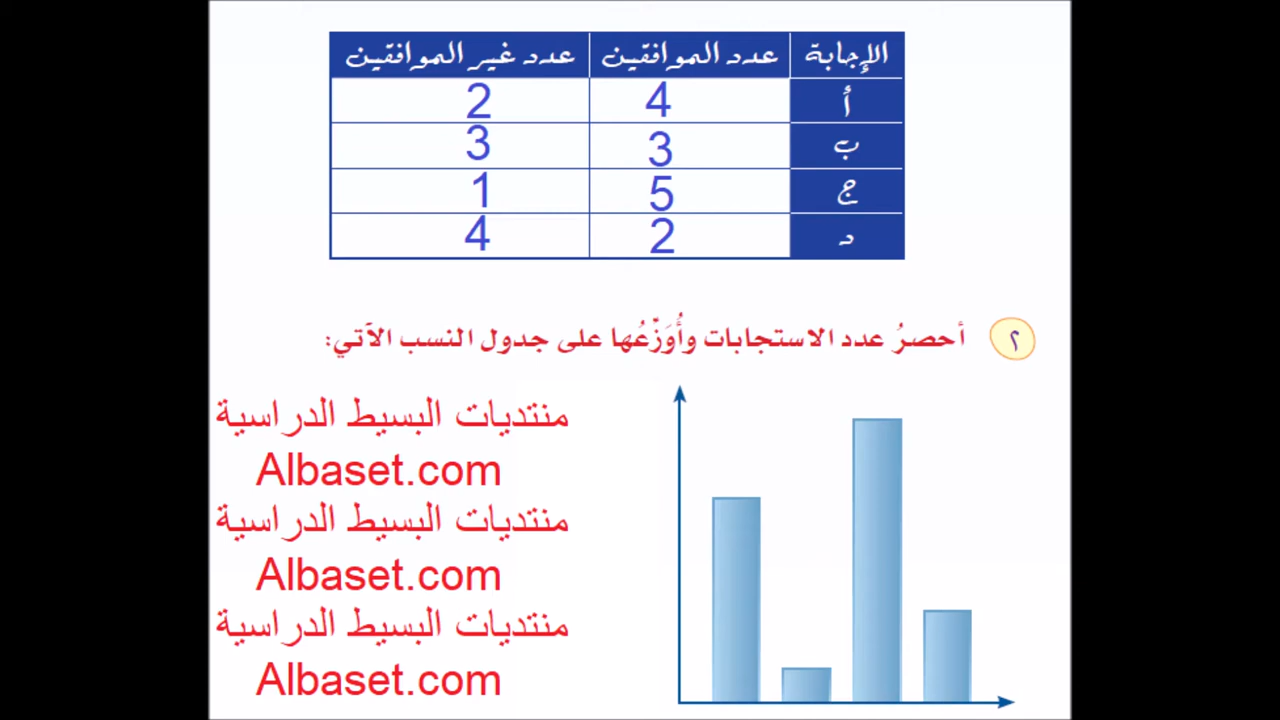 الإجابة عدد الموافقين عدد غير الموافقين
أ 4 2
ب 3 3
ج 5 1
د 2 4
٢ أحصرُ عدد الاستجابات وأُوَزِّعُها على جدول النسب الآتي:
منتديات البسيط الدراسية
Albaset.com
منتديات البسيط الدراسية
Albaset.com
منتديات البسيط الدراسية
Albaset.com